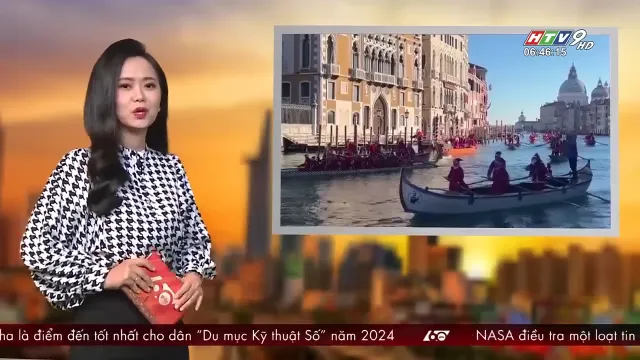 HTV9 HD
06:46:15
ha là điểm đến tốt nhất cho dân “Du mục Kỹ thuật Số” năm 2024 60 NASA điều tra một loạt tin